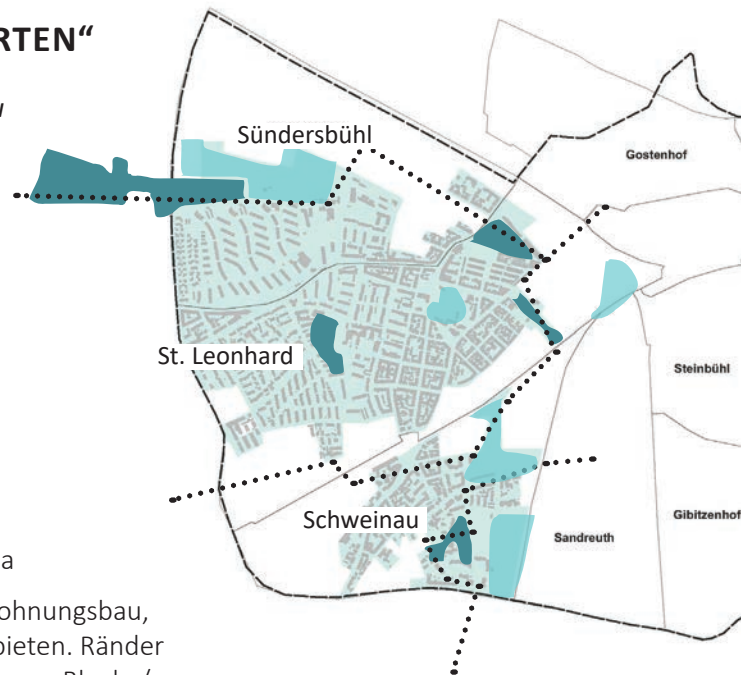 RTEN“
Sündersbühl
Gostenhof
St. Leonhard
Steinbühl
Schweinau
Sandreuth
Gibitzenhof
a
ohnungsbau,
bieten. Ränder